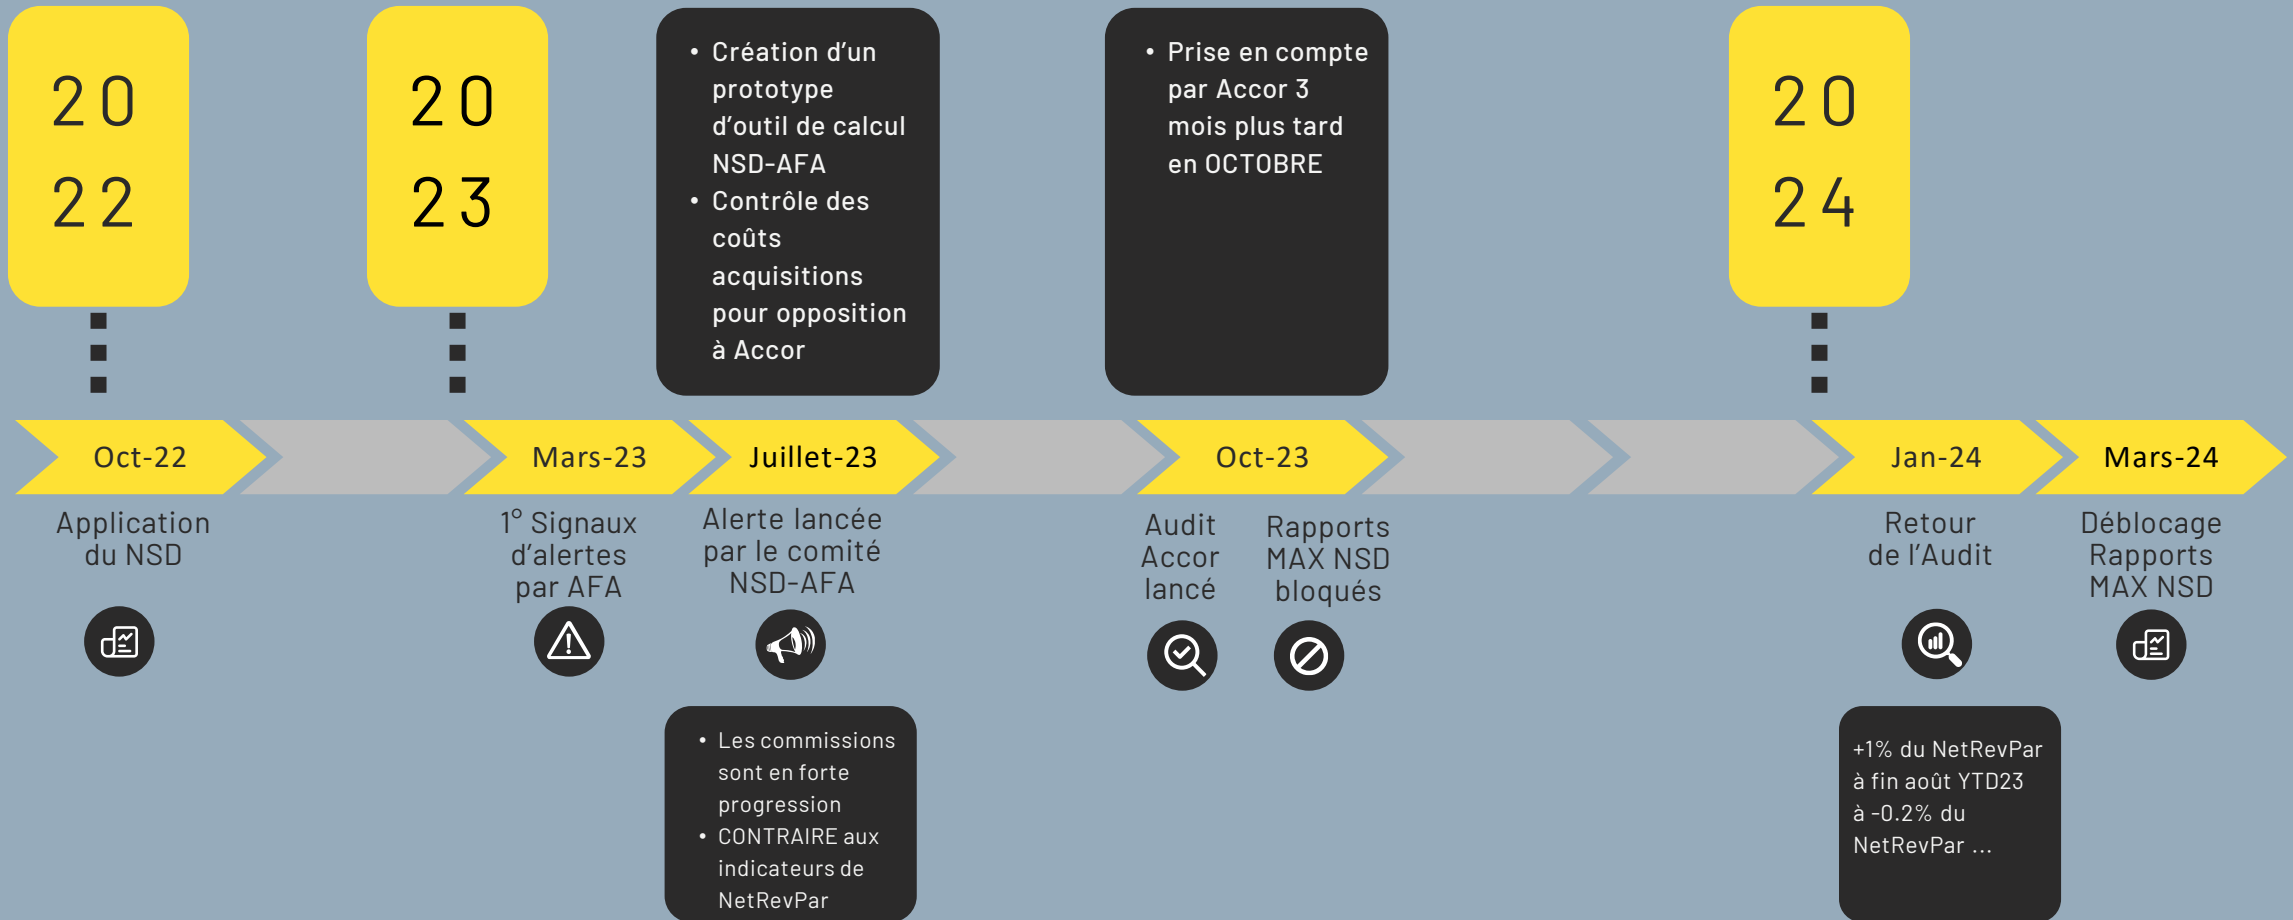 20
22
20
23
• Création d'un
prototype
d'outil de calcul
NSD-AFA
• Contrôle des
coûts
acquisitions
pour opposition
à Accor
• Prise en compte
par Accor 3
mois plus tard
en OCTOBRE
20
24
Oct-22
Mars-23
Juillet-23
Oct-23
Jan-24
Mars-24
Application
du NSD
1° Signaux
d'alertes
par AFA
Alerte lancée
par le comité
NSD-AFA
Audit
Accor
lancé
Rapports
MAX NSD
bloqués
Retour
de l'Audit
Déblocage
Rapports
MAX NSD
• Les commissions
sont en forte
progression
• CONTRAIRE aux
indicateurs de
NetRevPar
+1% du NetRevPar
à fin août YTD23
à -0.2% du
NetRevPar ...